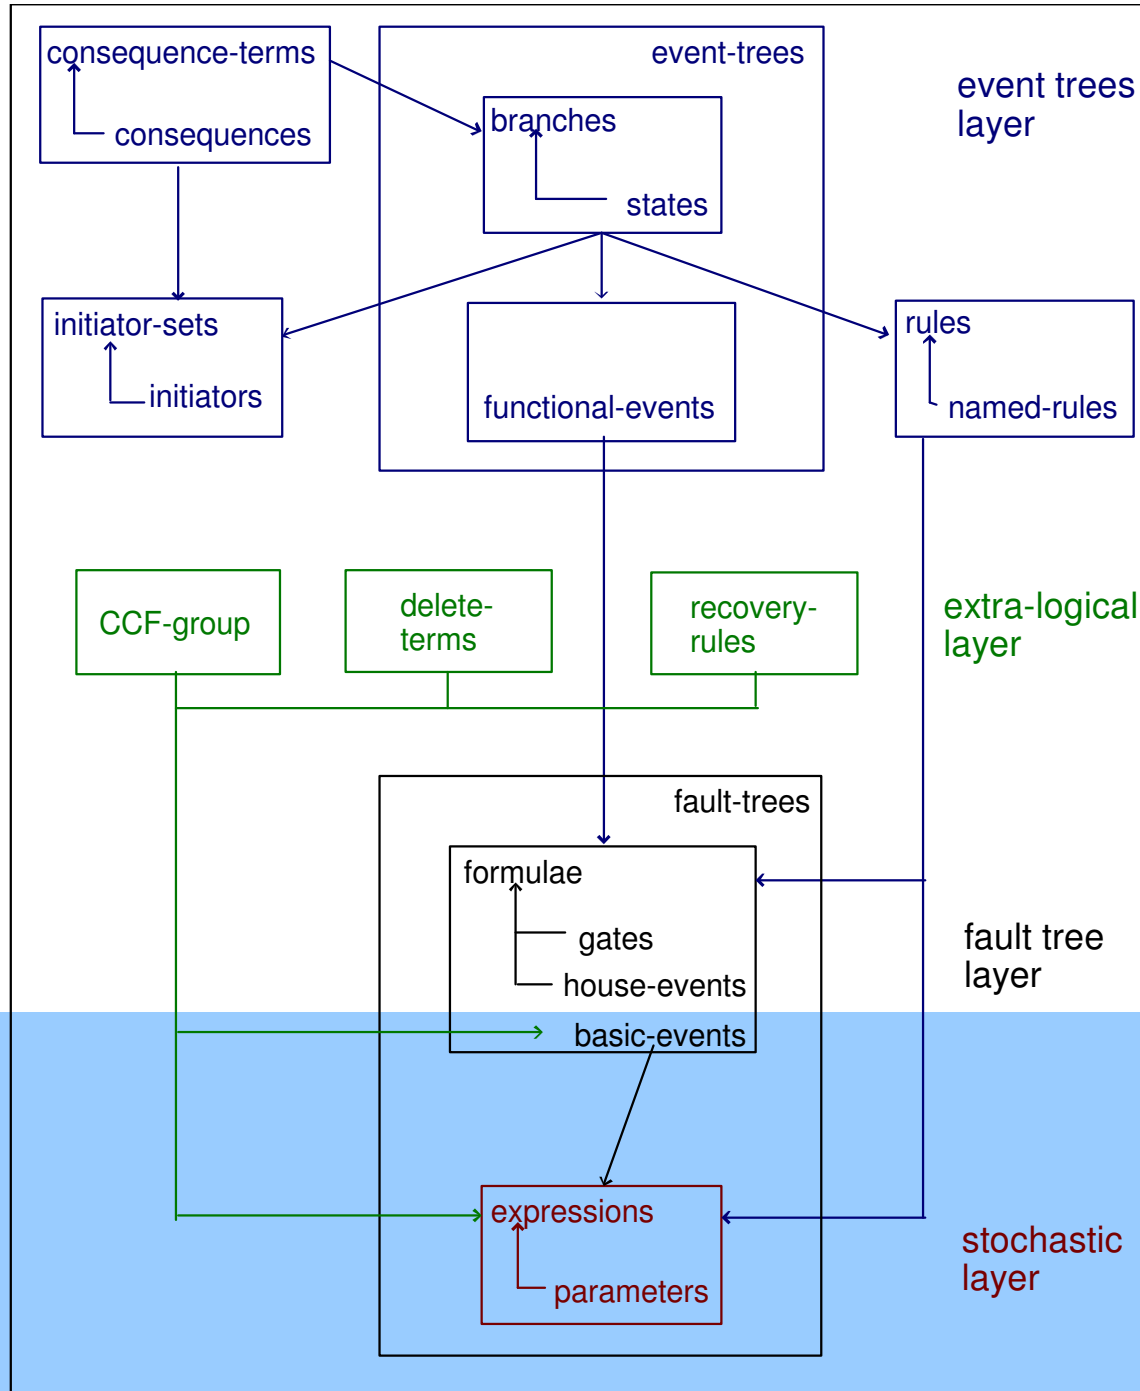 consequence-terms
consequences
event-trees
branches
states
event trees
layer
initiator-sets
initiators
functional-events
rules
named-rules
CCF-group
delete-
terms
recovery-
rules
extra-logical
layer
fault-trees
formulae
gates
house-events
basic-events
fault tree
layer
expressions
parameters
stochastic
layer